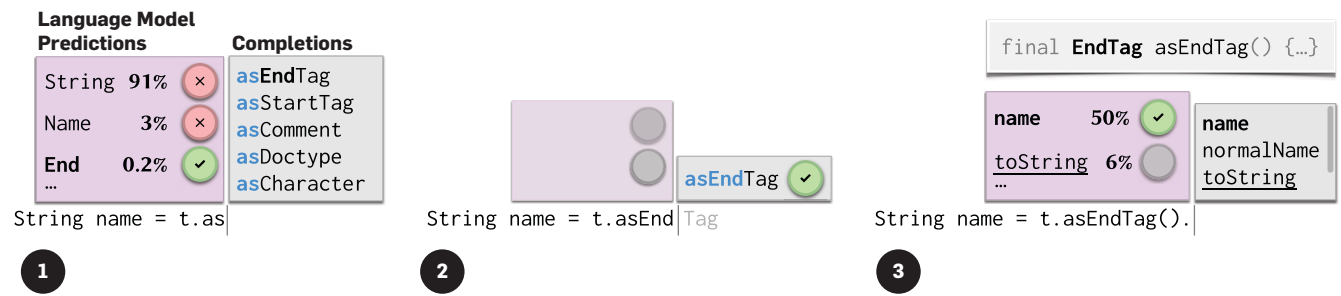 Language Model
Predictions
Completions
String 91%
Name 3%
End 0.2%
…
asEndTag
asStartTag
asComment
asDoctype
asCharacter
String name = t.as
1
asEndTag
String name = t.asEnd Tag
2
final EndTag asEndTag() {…}
name 50%
toString 6%
…
name
normalName
toString
String name = t.asEndTag().
3